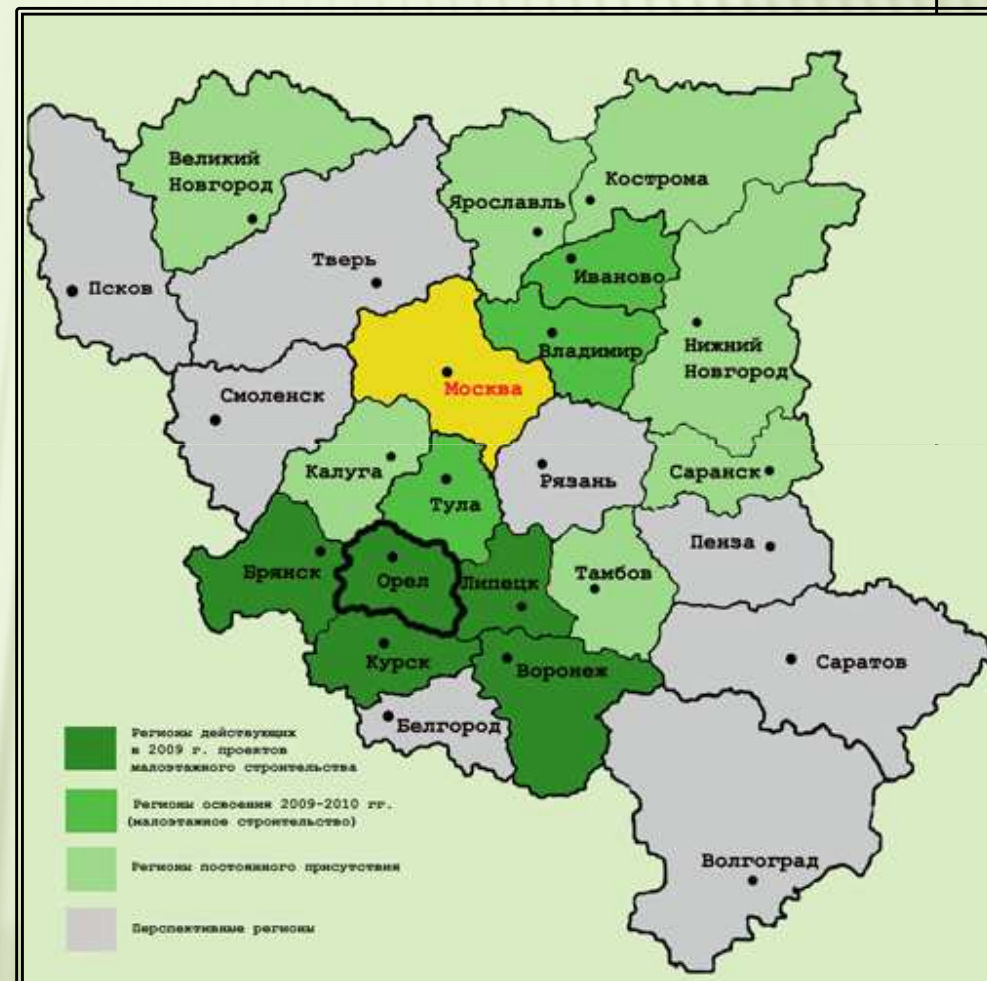 Великий
Новгород
Кострома
Ярославль
Иваново
Тверь
Псков
Владимир
Нижний
Новгород
Москва
Смоленск
Калуга
Рязань
Саранск
Тула
Пенза
Брянск
Орел
Липецк
Тамбов
Курск
Воронеж
Саратов
Белгород
Волгоград
Регионы действующих
в 2009 г. проектов
малоэтажного строительства
Регионы освоения 2009-2010 гг.
(малоэтажное строительство)
Регионы постоянного присутствия
Перспективные регионы